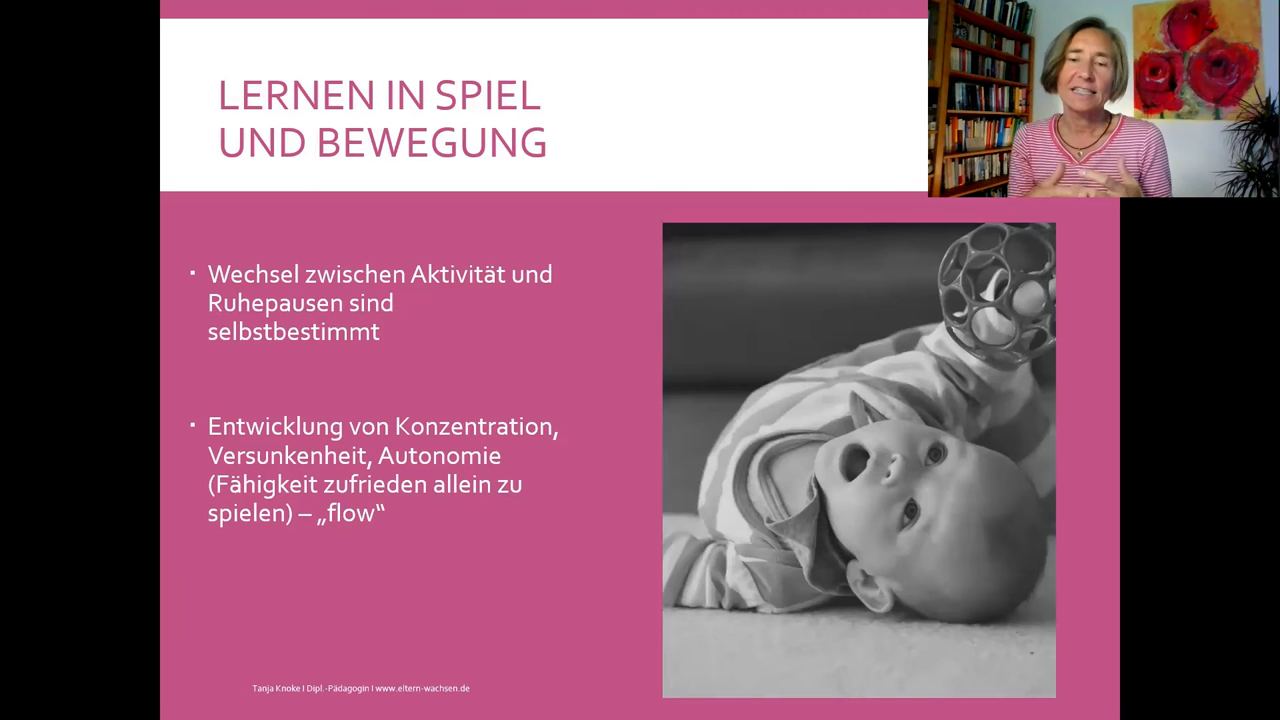 LERNEN IN SPIEL
UND BEWEGUNG
▪ Wechsel zwischen Aktivität und
Ruhepausen sind
selbstbestimmt
▪ Entwicklung von Konzentration,
Versunkenheit, Autonomie
(Fähigkeit zufrieden allein zu
spielen) – „flow“
Tanja Knoke I Dipl.-Pädagogin I www.eltern-wachsen.de